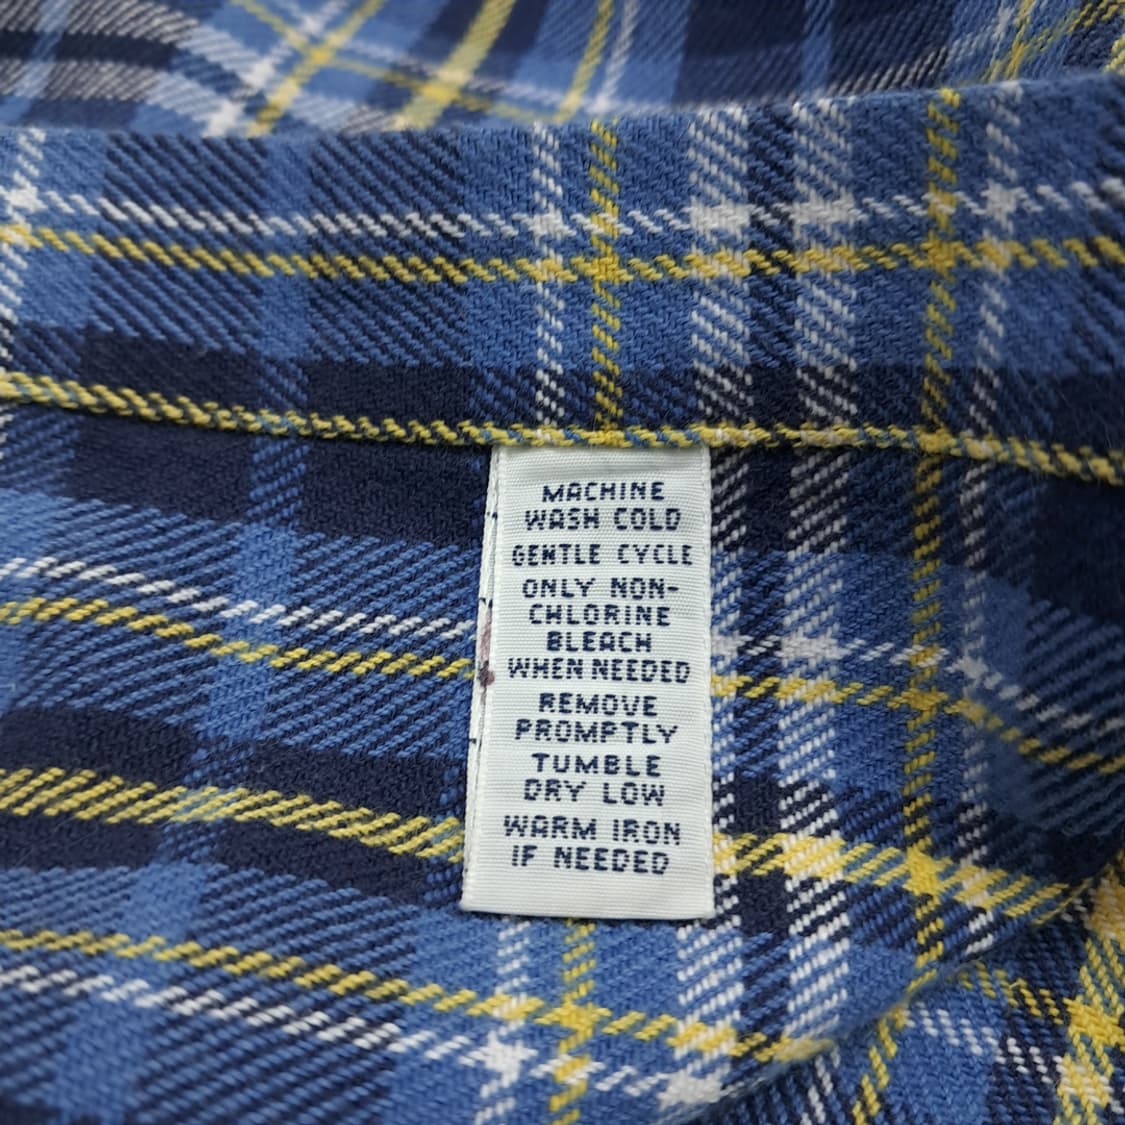 MACHINE
WASH COLD
GENTLE CYCLE
ONLY NON-
CHLORINE
BLEACH
WHEN NEEDED
REMOVE
PROMPTLY
TUMBLE
DRY LOW
WARM IRON
IF NEEDED